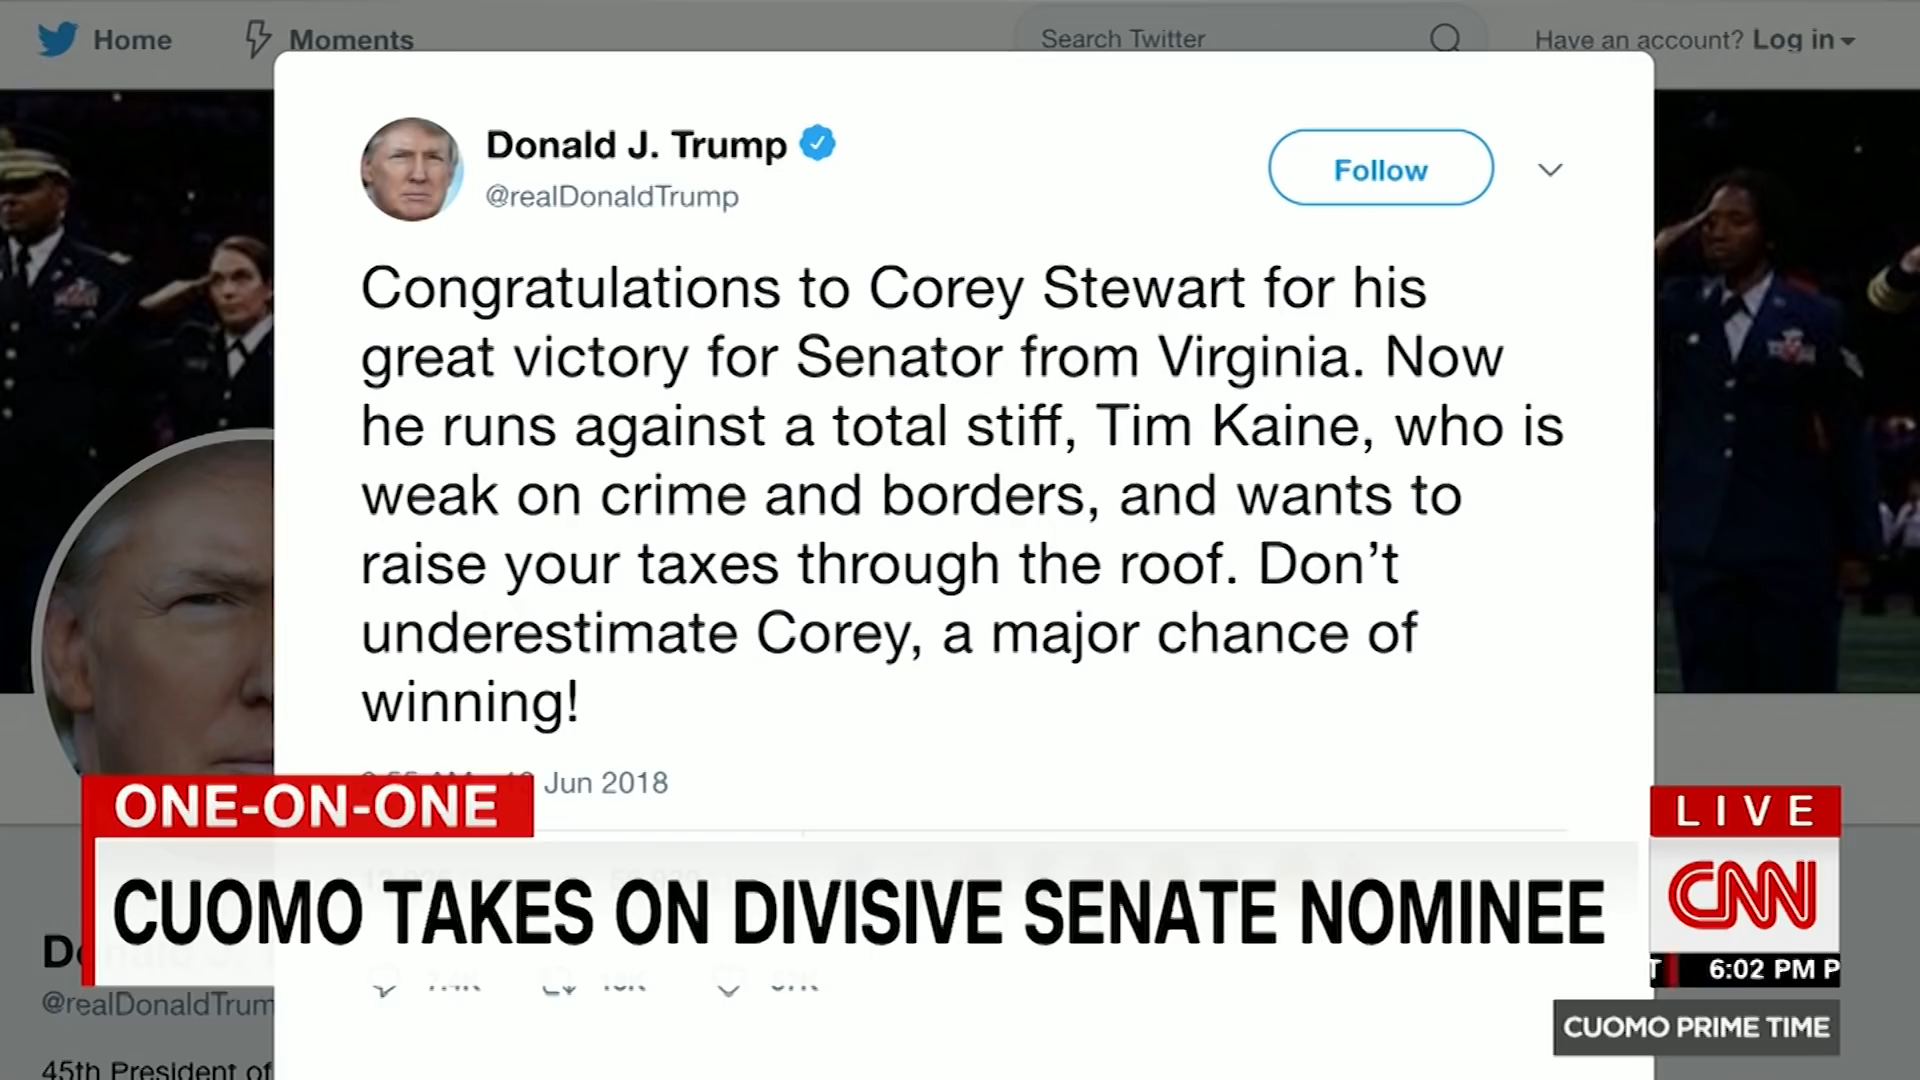 Home
Moments
Search Twitter
Have an account? Log in
Donald J. Trump
@realDonaldTrump
Follow
Congratulations to Corey Stewart for his
great victory for Senator from Virginia. Now
he runs against a total stiff, Tim Kaine, who is
weak on crime and borders, and wants to
raise your taxes through the roof. Don’t
underestimate Corey, a major chance of
winning!
Jun 2018
ONE-ON-ONE
CUOMO TAKES ON DIVISIVE SENATE NOMINEE
LIVE
CNN
6:02 PM P
CUOMO PRIME TIME
@realDonaldTrum
45th President of